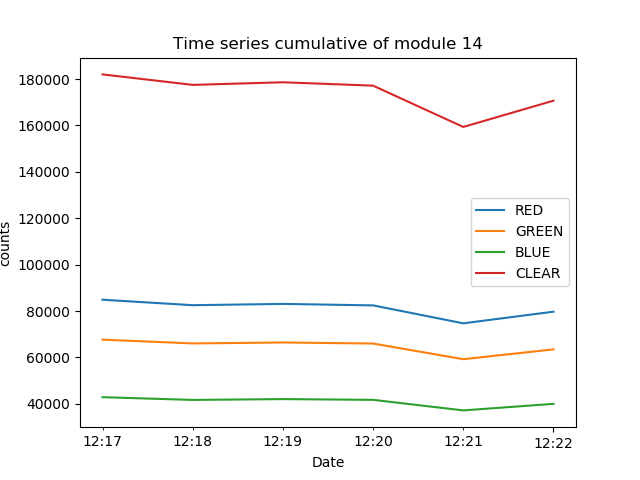 Time series cumulative of module 14
180000
160000
140000
120000
100000
80000
60000
40000
counts
RED
GREEN
BLUE
CLEAR
12:17 12:18 12:19 12:20 12:21 12:22
Date